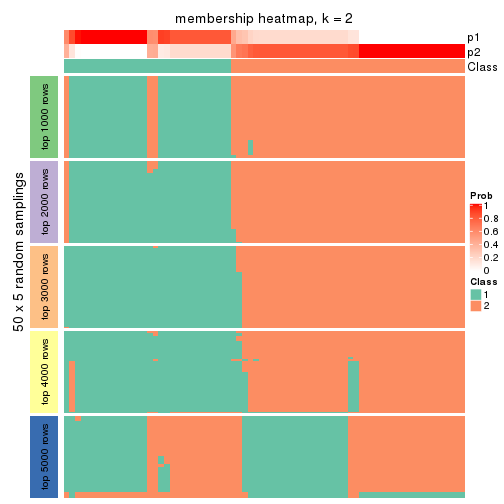 membership heatmap, k = 2
p1
p2
Class
50 x 5 random samplings
top 1000 rows
top 2000 rows
top 3000 rows
top 4000 rows
top 5000 rows
Prob
1
0.8
0.6
0.4
0.2
0
Class
1
2